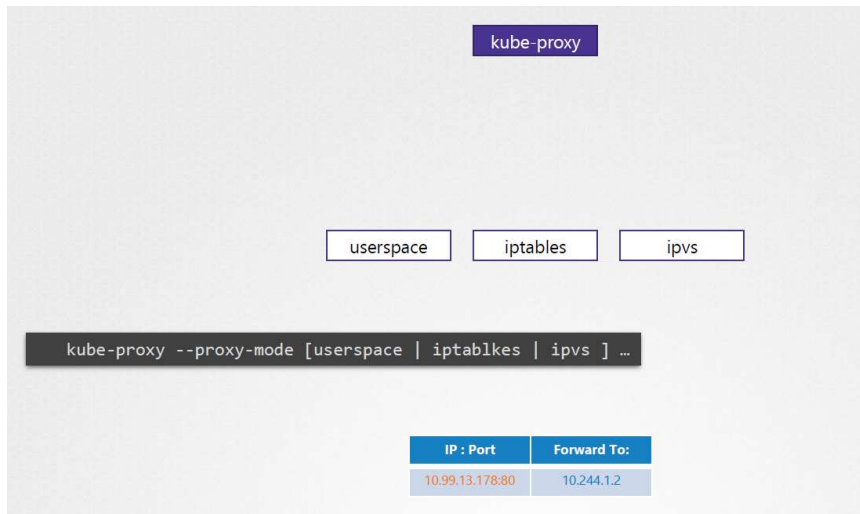 kube-proxy
userspace iptables ipvs
kube-proxy --proxy-mode [userspace | iptablkes | ipvs ] …
IP : Port Forward To:
10.99.13.178:80 10.244.1.2